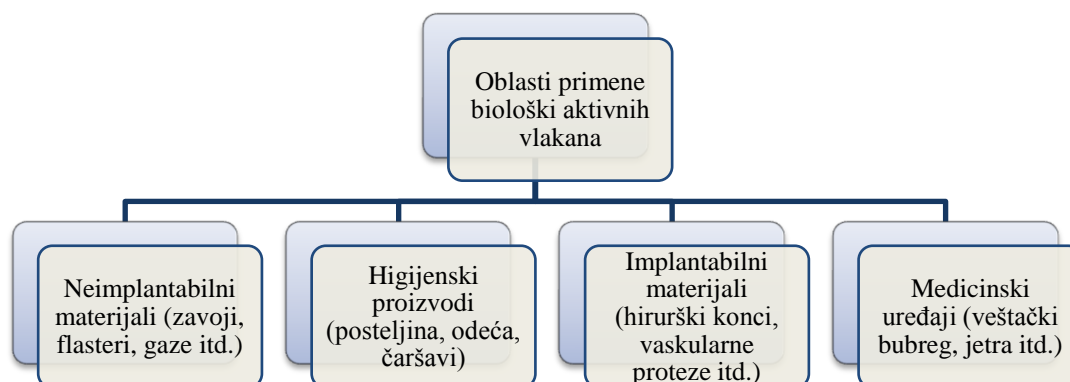 Oblasti primene
biološki aktivnih
vlakana
Neimplantabilni
materijali (zavoji,
flasteri, gaze itd.)
Higijenski
proizvodi
(posteljina, odeća,
čaršavi)
Implantabilni
materijali
(hirurški konci,
vaskularne
proteze itd.)
Medicinski
uređaji (veštački
bubreg, jetra itd.)